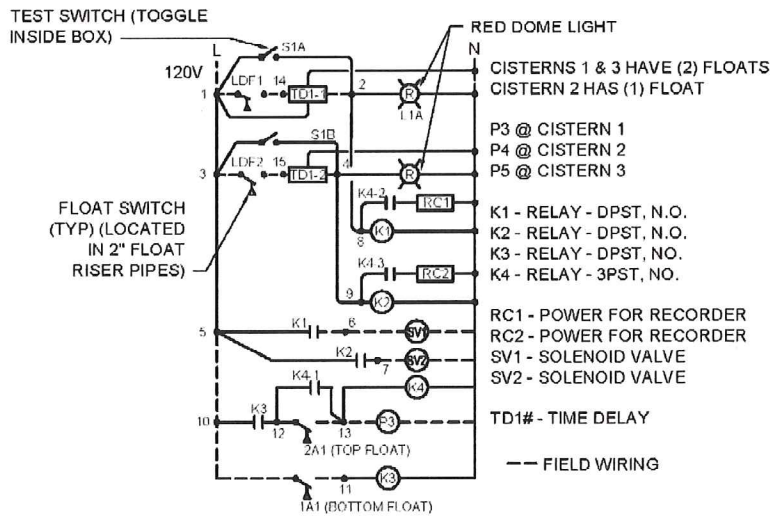 TEST SWITCH (TOGGLE
INSIDE BOX)
L
S1A
N
RED DOME LIGHT
120V
LDF1
14
CISTERNS 1 & 3 HAVE (2) FLOATS
1
TD1-1
2
R
CISTERN 2 HAS (1) FLOAT
L1A
S1B
P3 @ CISTERN 1
LDF2
15
4
P4 @ CISTERN 2
3
TD1-2
R
P5 @ CISTERN 3
K4-2
RC1
FLOAT SWITCH
(TYP) (LOCATED
IN 2" FLOAT
RISER PIPES)
8
K1
K1 - RELAY - DPST, N.O.
K2 - RELAY - DPST, N.O.
K3 - RELAY - DPST, NO.
K4 - RELAY - 3PST, NO.
K4-3
RC2
9
K2
RC1 - POWER FOR RECORDER
RC2 - POWER FOR RECORDER
5
K1
6
SV1
SV1 - SOLENOID VALVE
K2
7
SV2
SV2 - SOLENOID VALVE
K4-1
K4
10
K3
12
13
P3
TD1# - TIME DELAY
2A1 (TOP FLOAT)
FIELD WIRING
11
K3
1A1 (BOTTOM FLOAT)